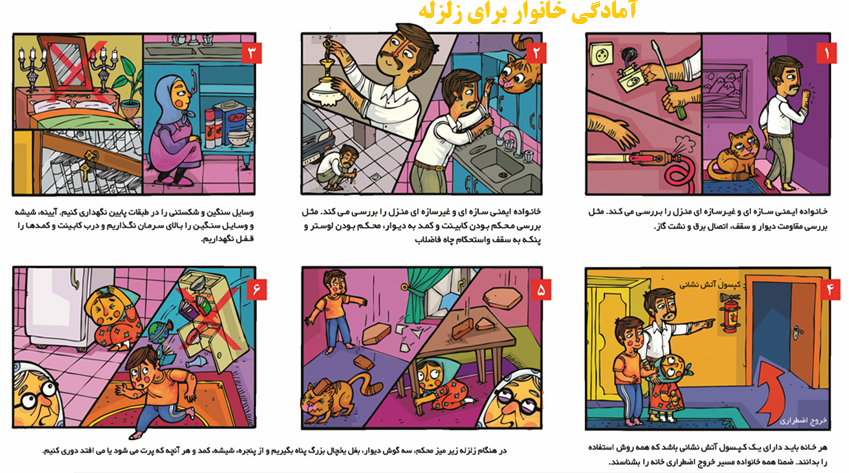 آمادگی خانوار برای زلزله
۱
خانواده ایمنی سازه ای و غیرسازه ای منزل را بررسی می کند. مثل
بررسی مقاومت دیوار و سقف، اتصال برق و نشت گاز.
۲
خانواده ایمنی سازه ای و غیرسازه ای منزل را بررسی می کند. مثل
بررسی محکم بودن کابینت و کمد به دیوار، محکم بودن لوستر و
پنکه به سقف واستحکام چاه فاضلاب
۳
وسایل سنگین و شکستنی را در طبقات پایین نگهداری کنیم. آیینه، شیشه
و وسایل سنگین را بالای سرمان نگذاریم و درب کابینت و کمدها را
قفل نگهداریم.
۴
کپسول آتش نشانی
خروج اضطراری
هر خانه باید دارای یک کپسول آتش نشانی باشد که همه روش استفاده
را بدانند. ضمنا همه خانواده مسیر خروج اضطراری خانه را بشناسند.
۵
۶
در هنگام زلزله زیر میز محکم، سه گوش دیوار، بغل یخچال بزرگ پناه بگیریم و از پنجره، شیشه، کمد و هر آنچه که پرت می شود یا می افتد دوری کنیم.